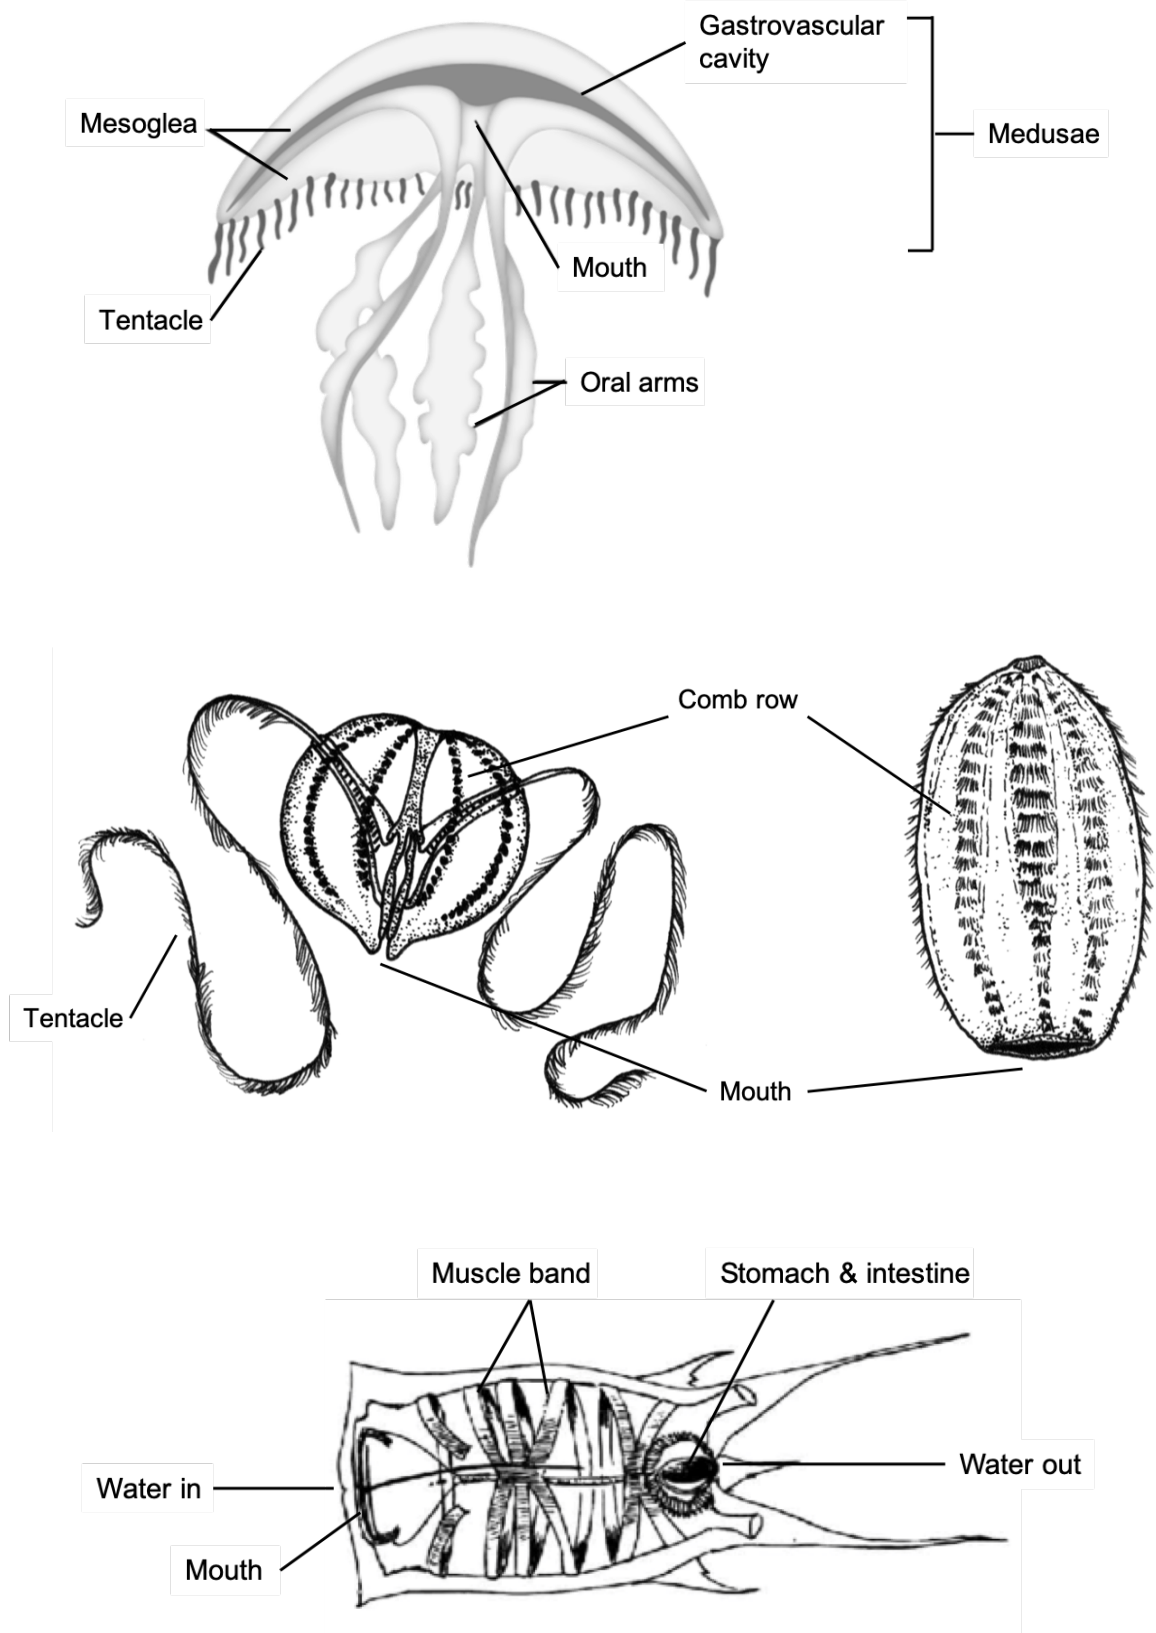 Gastrovascular
cavity
Mesoglea
Medusae
Mouth
Tentacle
Oral arms
Comb row
Tentacle
Mouth
Muscle band
Stomach & intestine
Water out
Water in
Mouth